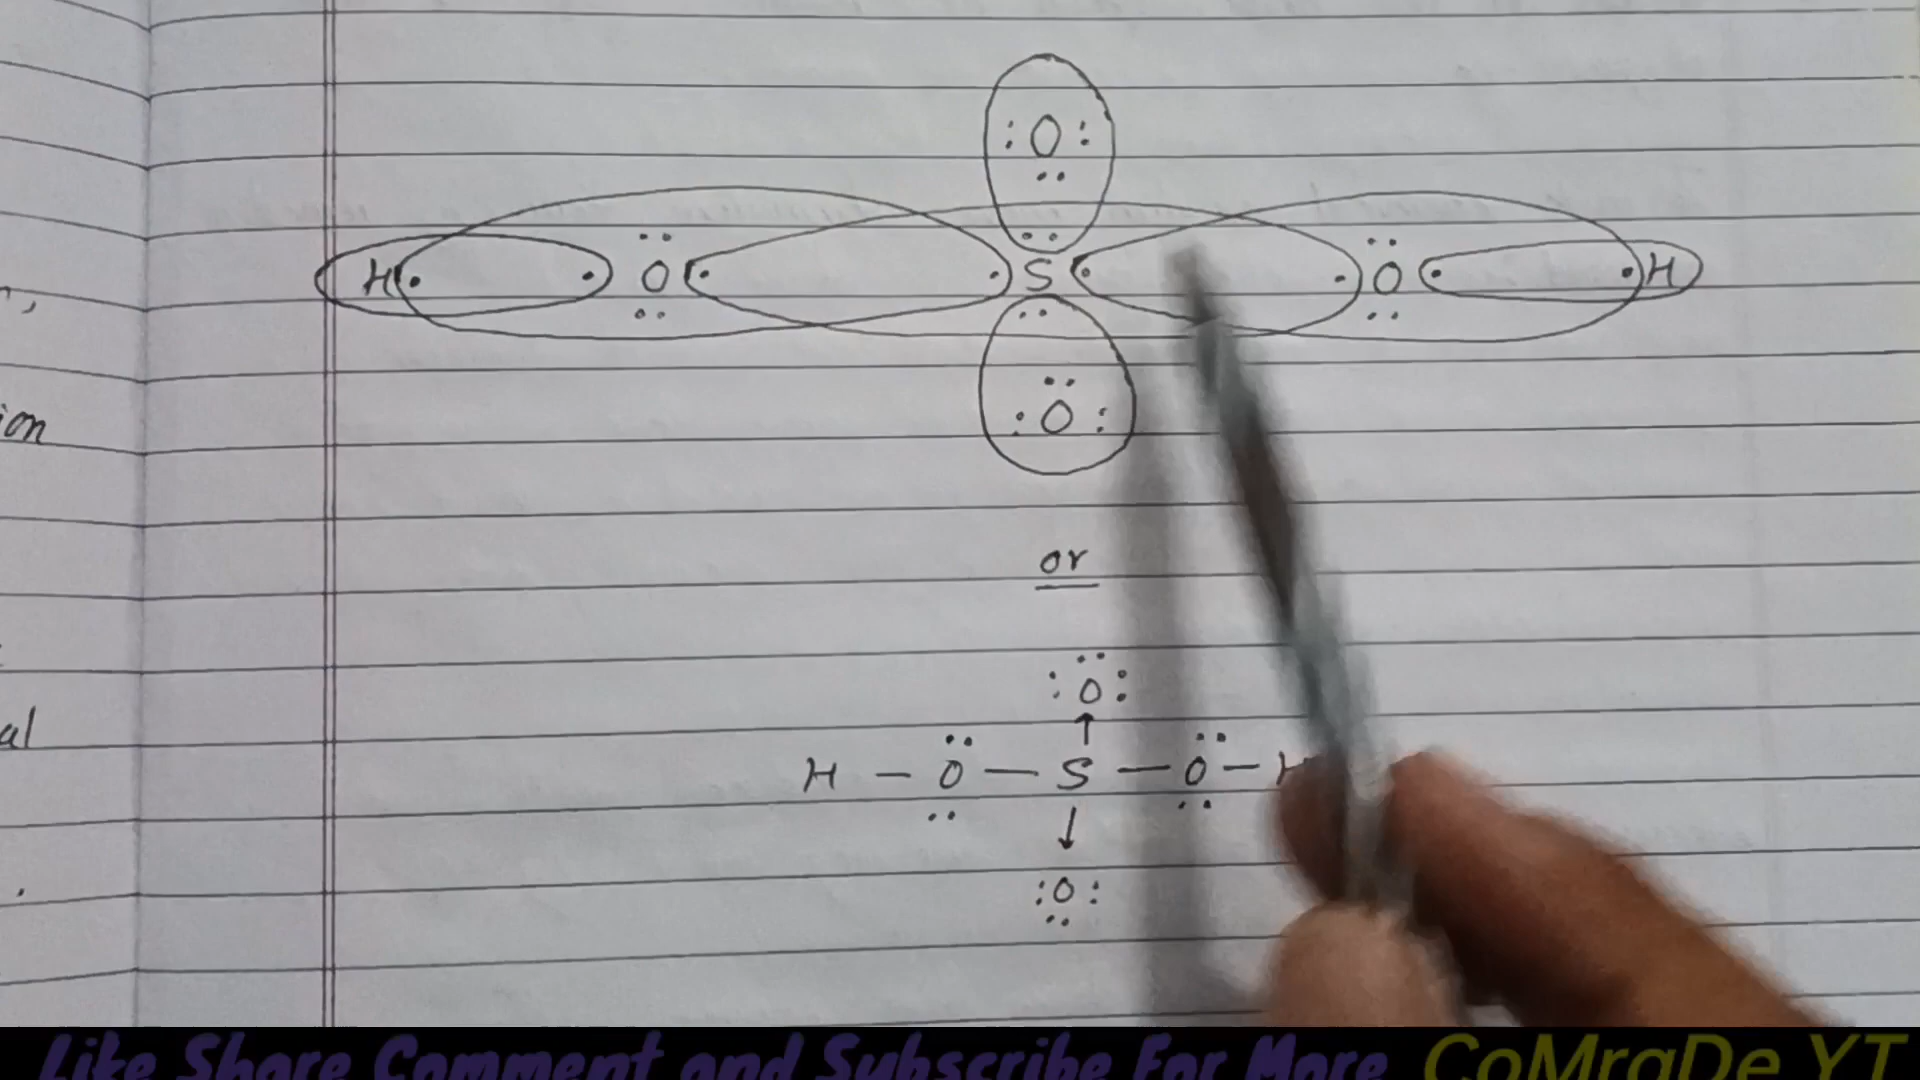 : O :
..
.. .. ..
H . . O . . S . . O . . H
.. .. ..
..
: O :
or
..
: O :
↑
.. ..
H — O — S — O — H
.. ..
↓
: O :
..
ion
al
Like Share Comment and Subscribe For More CoMraDe YT